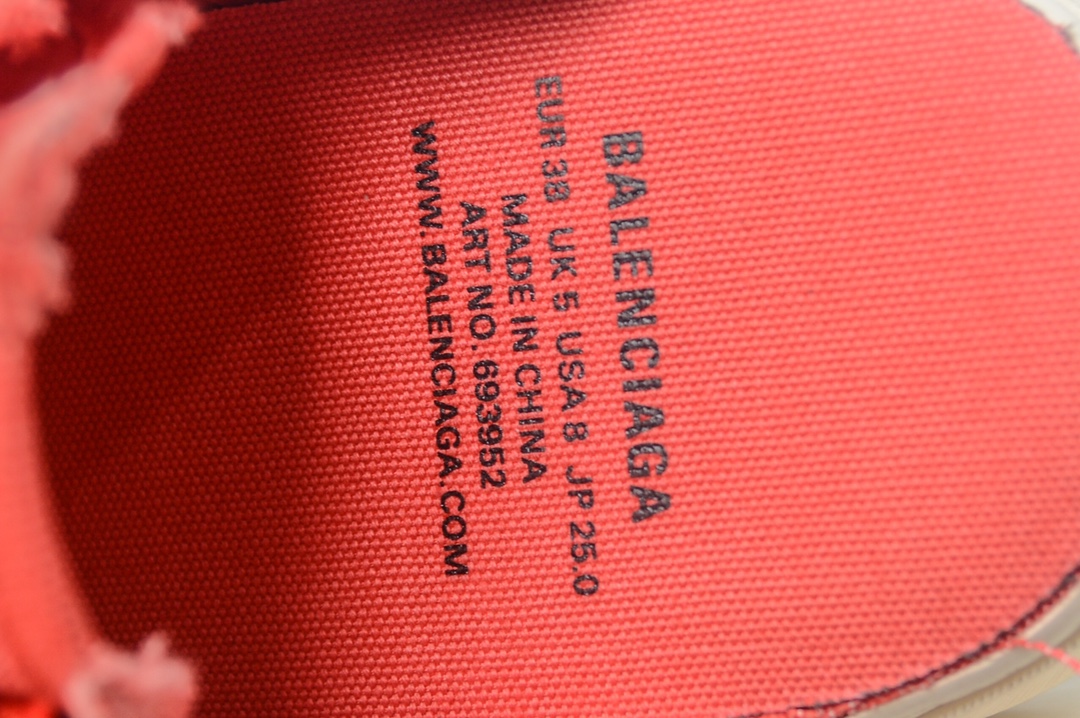 BALENCIAGA
EUR 38 UK 5 USA 8 JP 25.0
MADE IN CHINA
ART NO. 693952
WWW.BALENCIAGA.COM